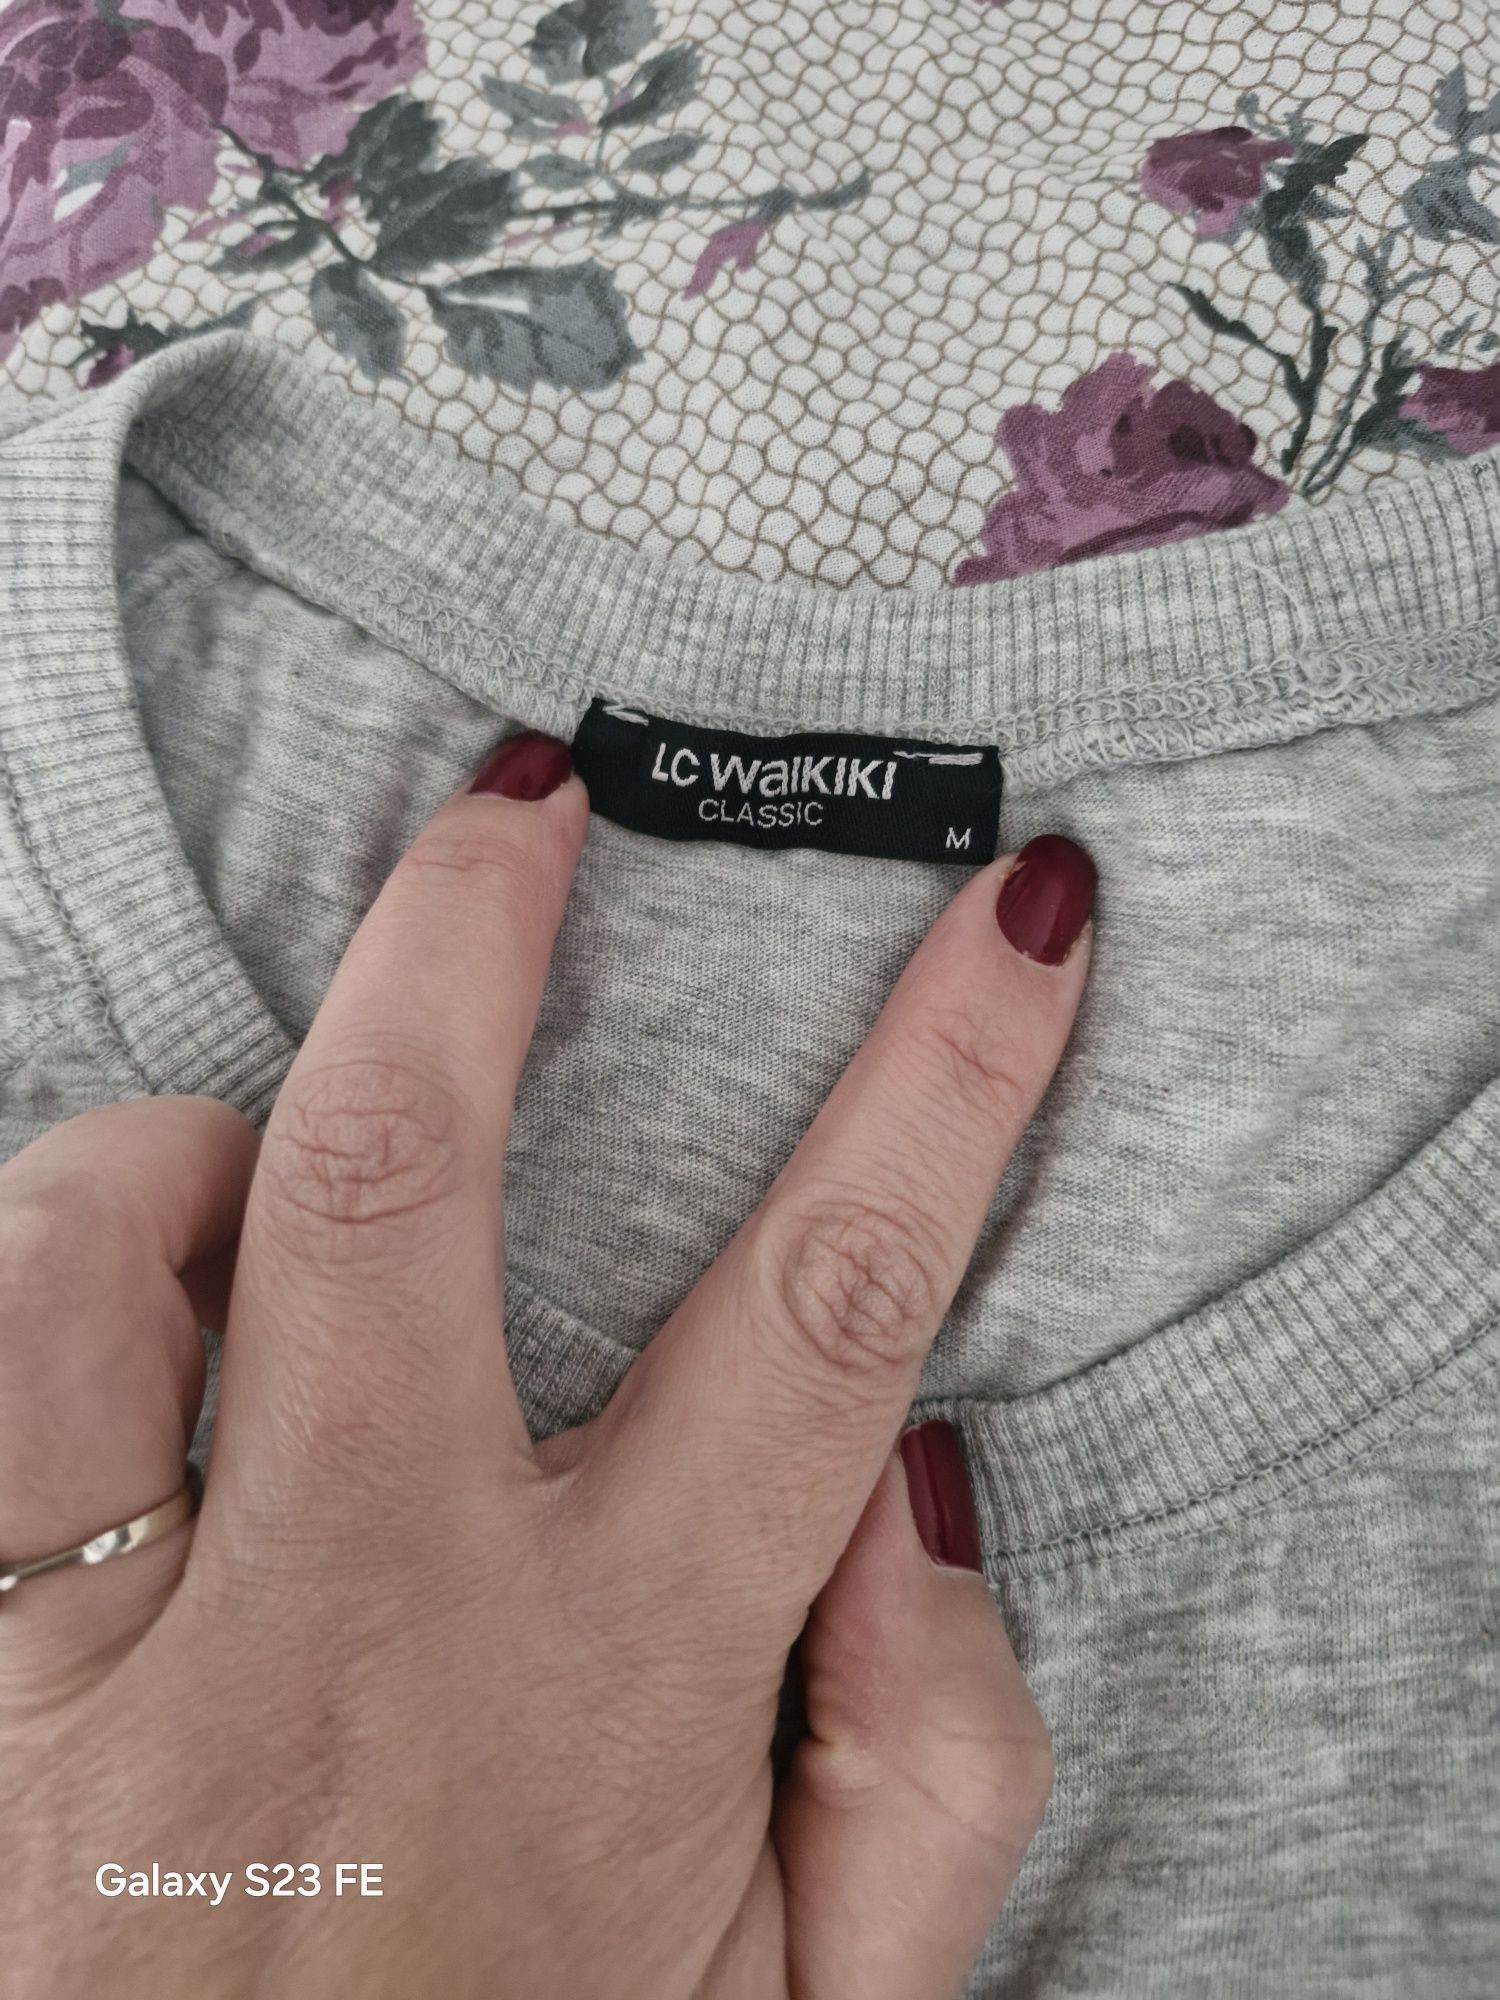 LC WAIKIKI
CLASSIC
M
Galaxy S23 FE